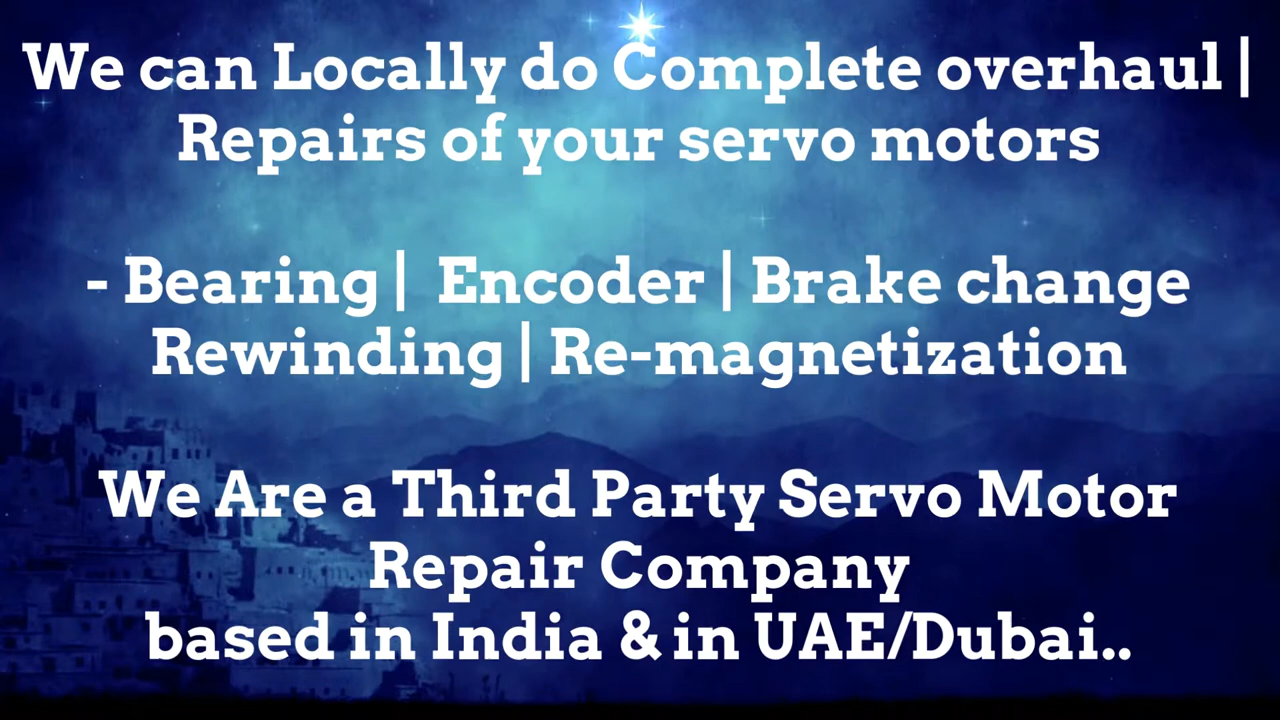 We can Locally do Complete overhaul |
Repairs of your servo motors
- Bearing | Encoder | Brake change
Rewinding | Re-magnetization
We Are a Third Party Servo Motor
Repair Company
based in India & in UAE/Dubai..